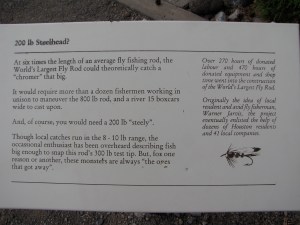 200 lb Steelhead?
At six times the length of an average fly fishing rod, the
World's Largest Fly Rod could theoretically catch a
"chromer" that big.
It would require more than a dozen fishermen working in
unison to maneuver the 800 lb rod, and a river 15 boxcars
wide to cast upon.
And, of course, you would need a 200 lb "steely".
Though local catches run in the 8 - 10 lb range, the
occasional enthusiast has been overheard describing fish
big enough to snap this rod's 300 lb test tip. But, for one
reason or another, these monsters are always "the ones
that got away".
Over 270 hours of donated
labour and 470 hours of
donated equipment and shop
time went into the construction
of the World's Largest Fly Rod.
Originally the idea of local
resident and avid fly fisherman,
Warner Jarvis, the project
eventually enlisted the help of
dozens of Houston residents
and 41 local companies.